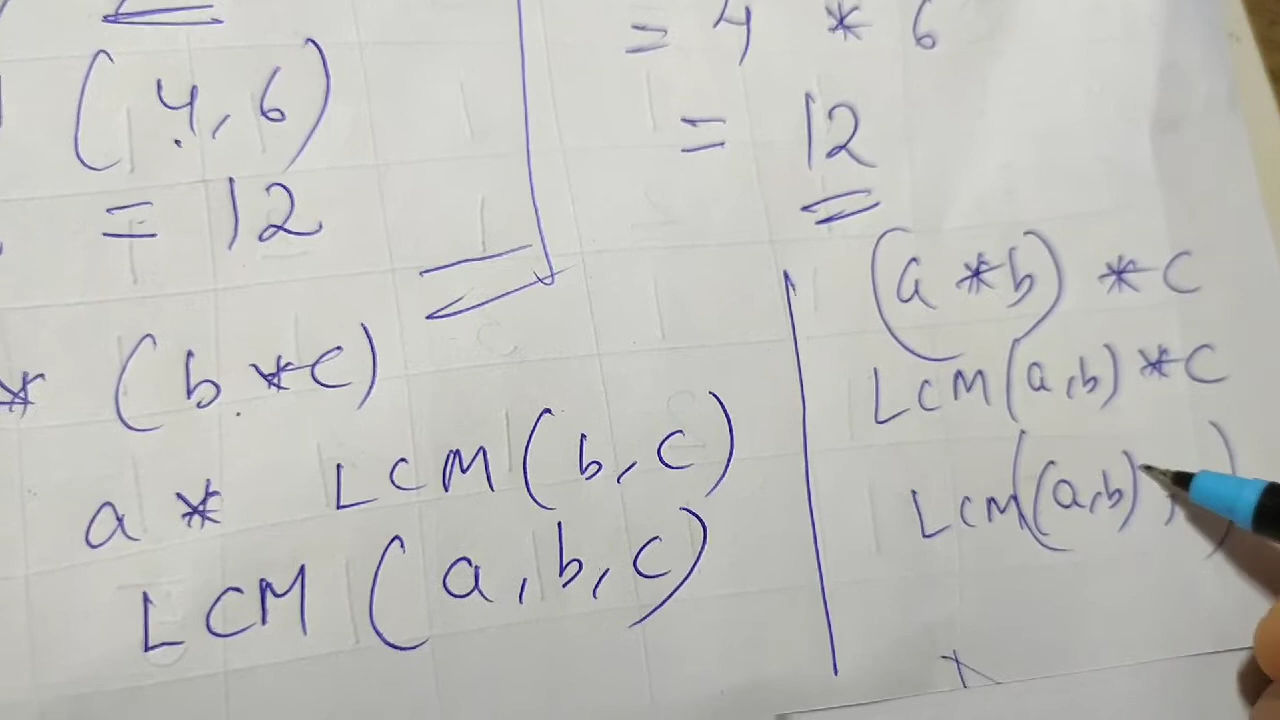 (4, 6)
= 12
= 4 * 6
= 12
* (b * c)
a * LCM (b, c)
LCM (a, b, c)
(a * b) * c
LCM (a, b) * c
LCM ((a, b), )